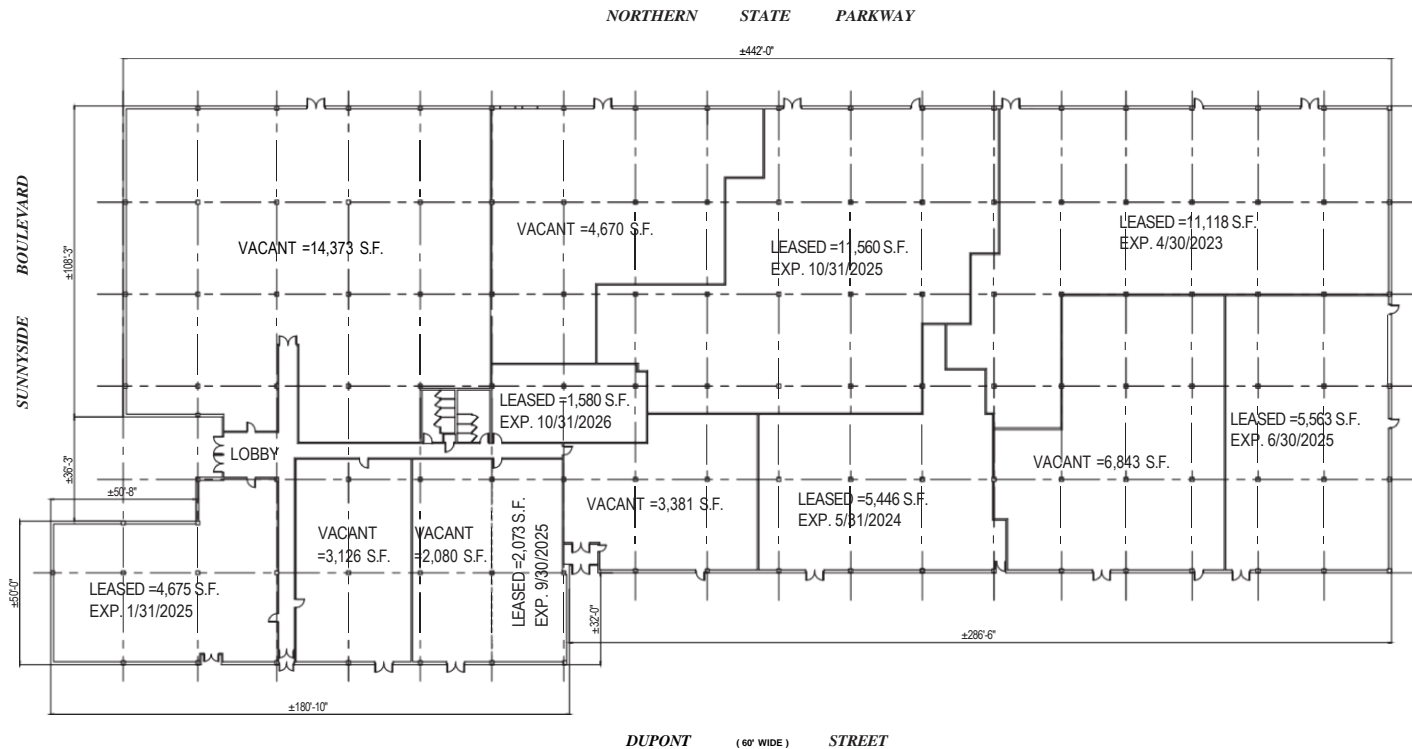 NORTHERN STATE PARKWAY
±442'-0"
SUNNYSIDE BOULEVARD
±108'-3"
VACANT =14,373 S.F.
VACANT =4,670 S.F.
LEASED =11,560 S.F.
EXP. 10/31/2025
LEASED =11,118 S.F.
EXP. 4/30/2023
LEASED =1,580 S.F.
EXP. 10/31/2026
LEASED =5,563 S.F.
EXP. 6/30/2025
LOBBY
±36'-3"
±50'-8"
VACANT =6,843 S.F.
VACANT =3,381 S.F.
LEASED =5,446 S.F.
EXP. 5/31/2024
VACANT
=3,126 S.F.
VACANT
=2,080 S.F.
LEASED =2,073 S.F.
EXP. 9/30/2025
LEASED =4,675 S.F.
EXP. 1/31/2025
±50'-0"
±32'-0"
±286'-6"
±180'-10"
DUPONT ( 60' WIDE ) STREET